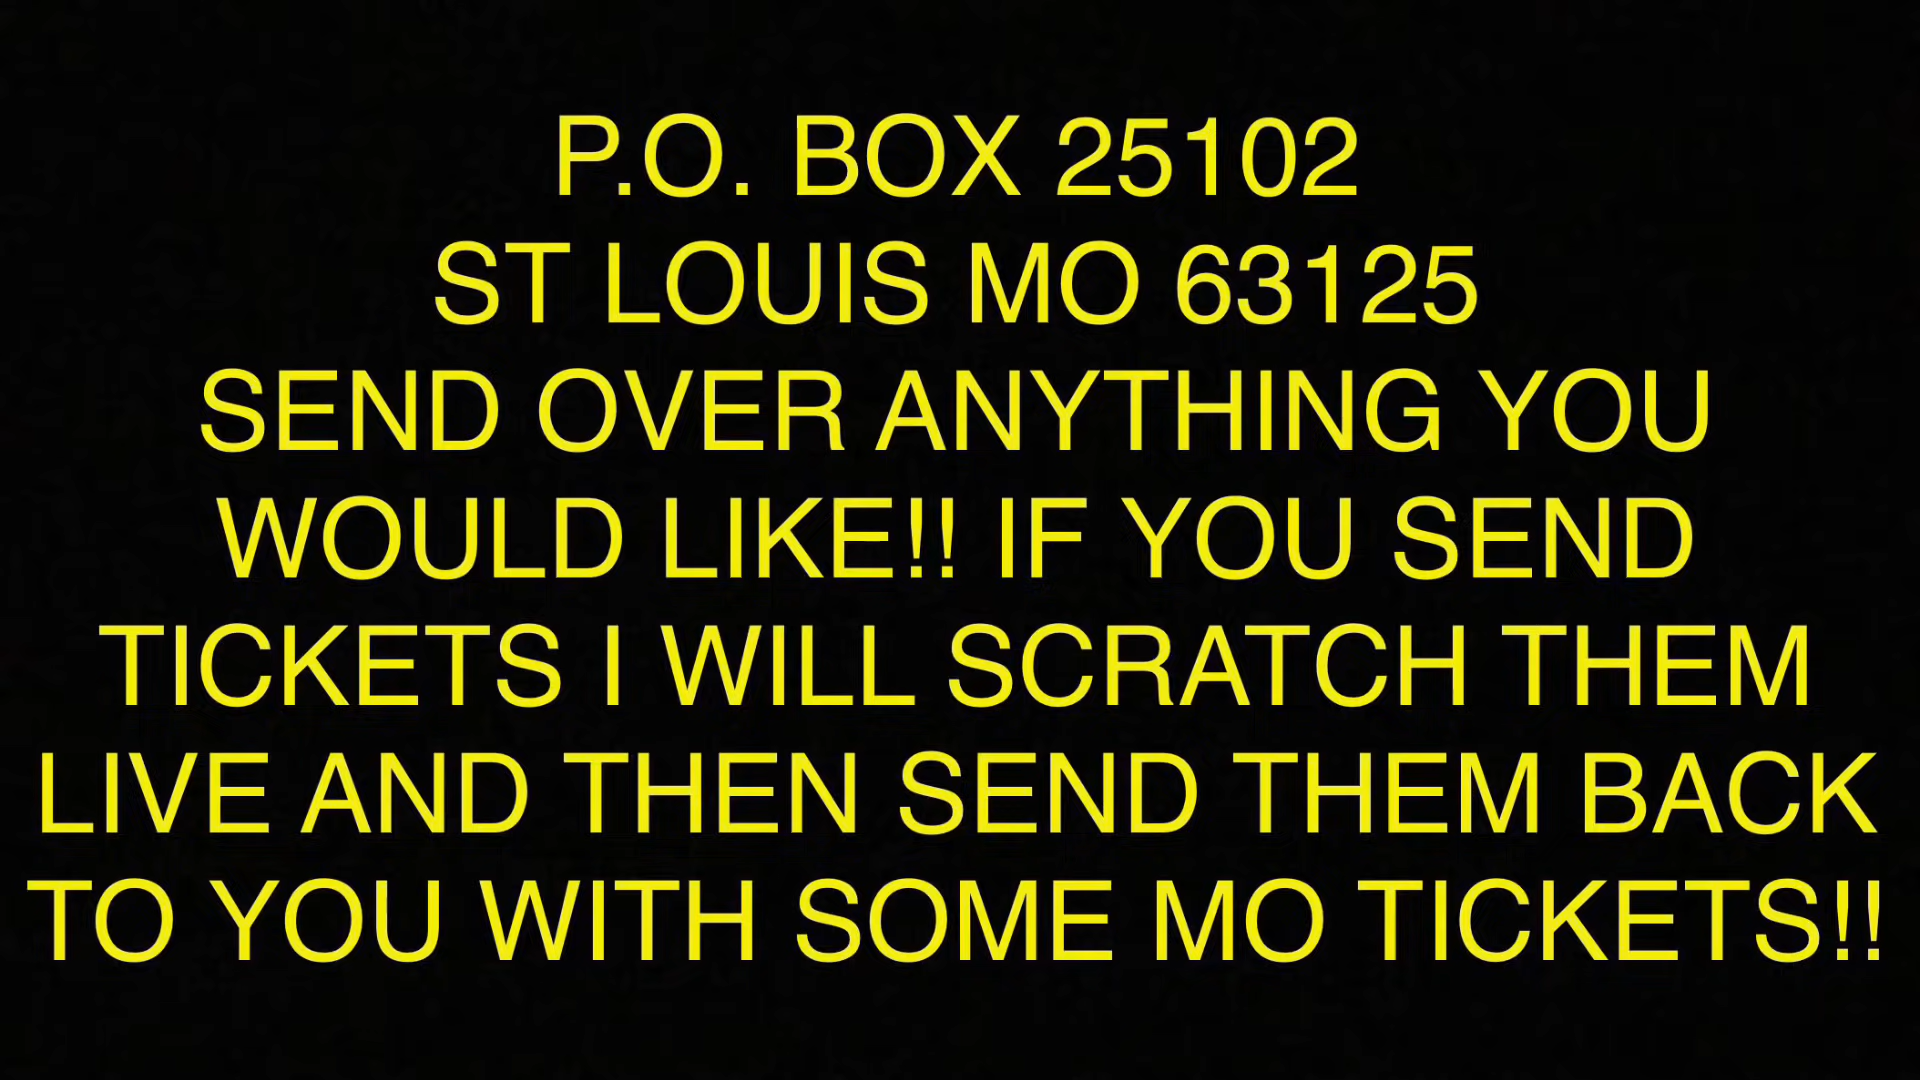 P.O. BOX 25102
ST LOUIS MO 63125
SEND OVER ANYTHING YOU
WOULD LIKE!! IF YOU SEND
TICKETS I WILL SCRATCH THEM
LIVE AND THEN SEND THEM BACK
TO YOU WITH SOME MO TICKETS!!